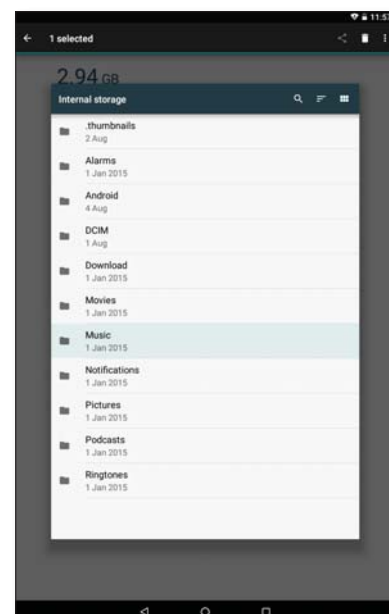 11:57
1 selected
2.94 GB
Internal storage
.thumbnails
2 Aug
Alarms
1 Jan 2015
Android
4 Aug
DCIM
1 Aug
Download
1 Jan 2015
Movies
1 Jan 2015
Music
1 Jan 2015
Notifications
1 Jan 2015
Pictures
1 Jan 2015
Podcasts
1 Jan 2015
Ringtones
1 Jan 2015